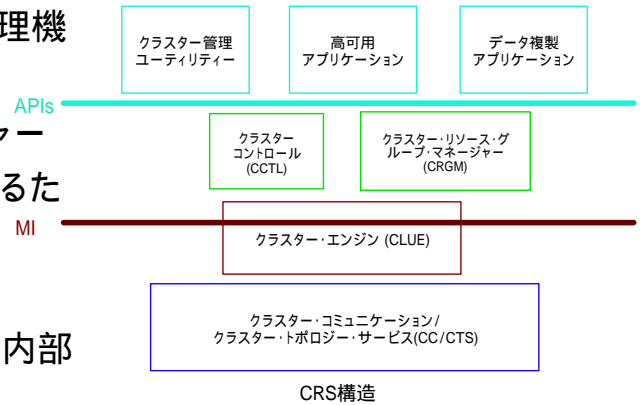 理機
クラスター管理
ユーティリティー
高可用
アプリケーション
データ複製
アプリケーション
APIs
ャー
クラスター
コントロール
(CCTL)
クラスター・リソース・グ
ループ・マネージャー
(CRGM)
るた
MI
クラスター・エンジン (CLUE)
クラスター・コミュニケーション/
クラスター・トポロジー・サービス(CC/CTS)
内部
CRS構造